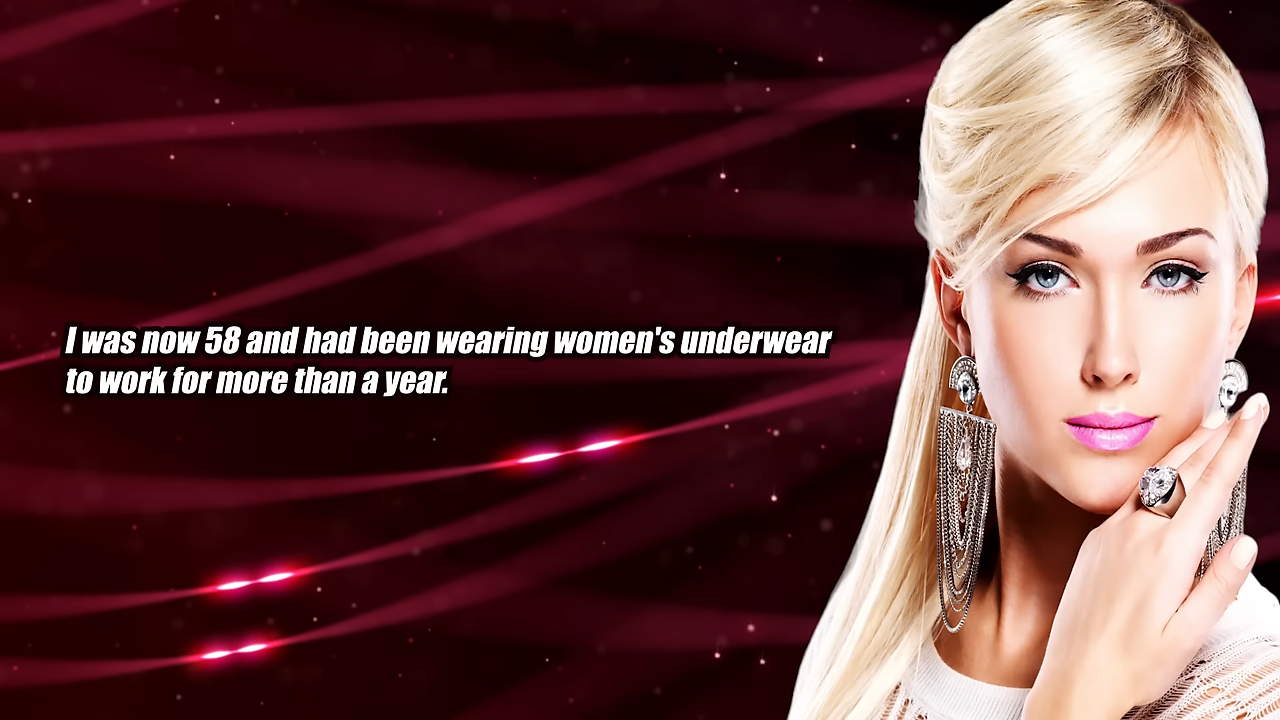 I was now 58 and had been wearing women's underwear
to work for more than a year.